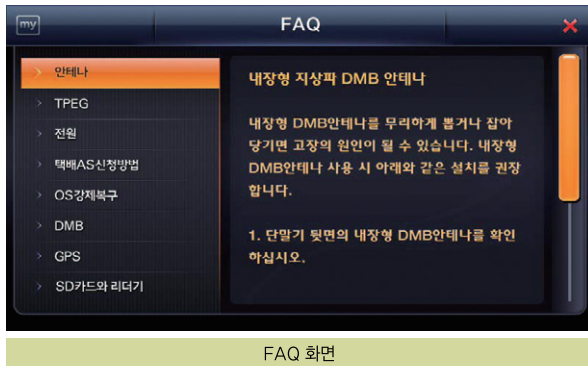 my
FAQ
안테나
TPEG
전원
택배AS신청방법
OS강제복구
DMB
GPS
SD카드와 리더기
내장형 지상파 DMB 안테나
내장형 DMB안테나를 무리하게 뽑거나 잡아
당기면 고장의 원인이 될 수 있습니다. 내장형
DMB안테나 사용 시 아래와 같은 설치를 권장
합니다.
1. 단말기 뒷면의 내장형 DMB안테나를 확인
하십시오.
FAQ 화면